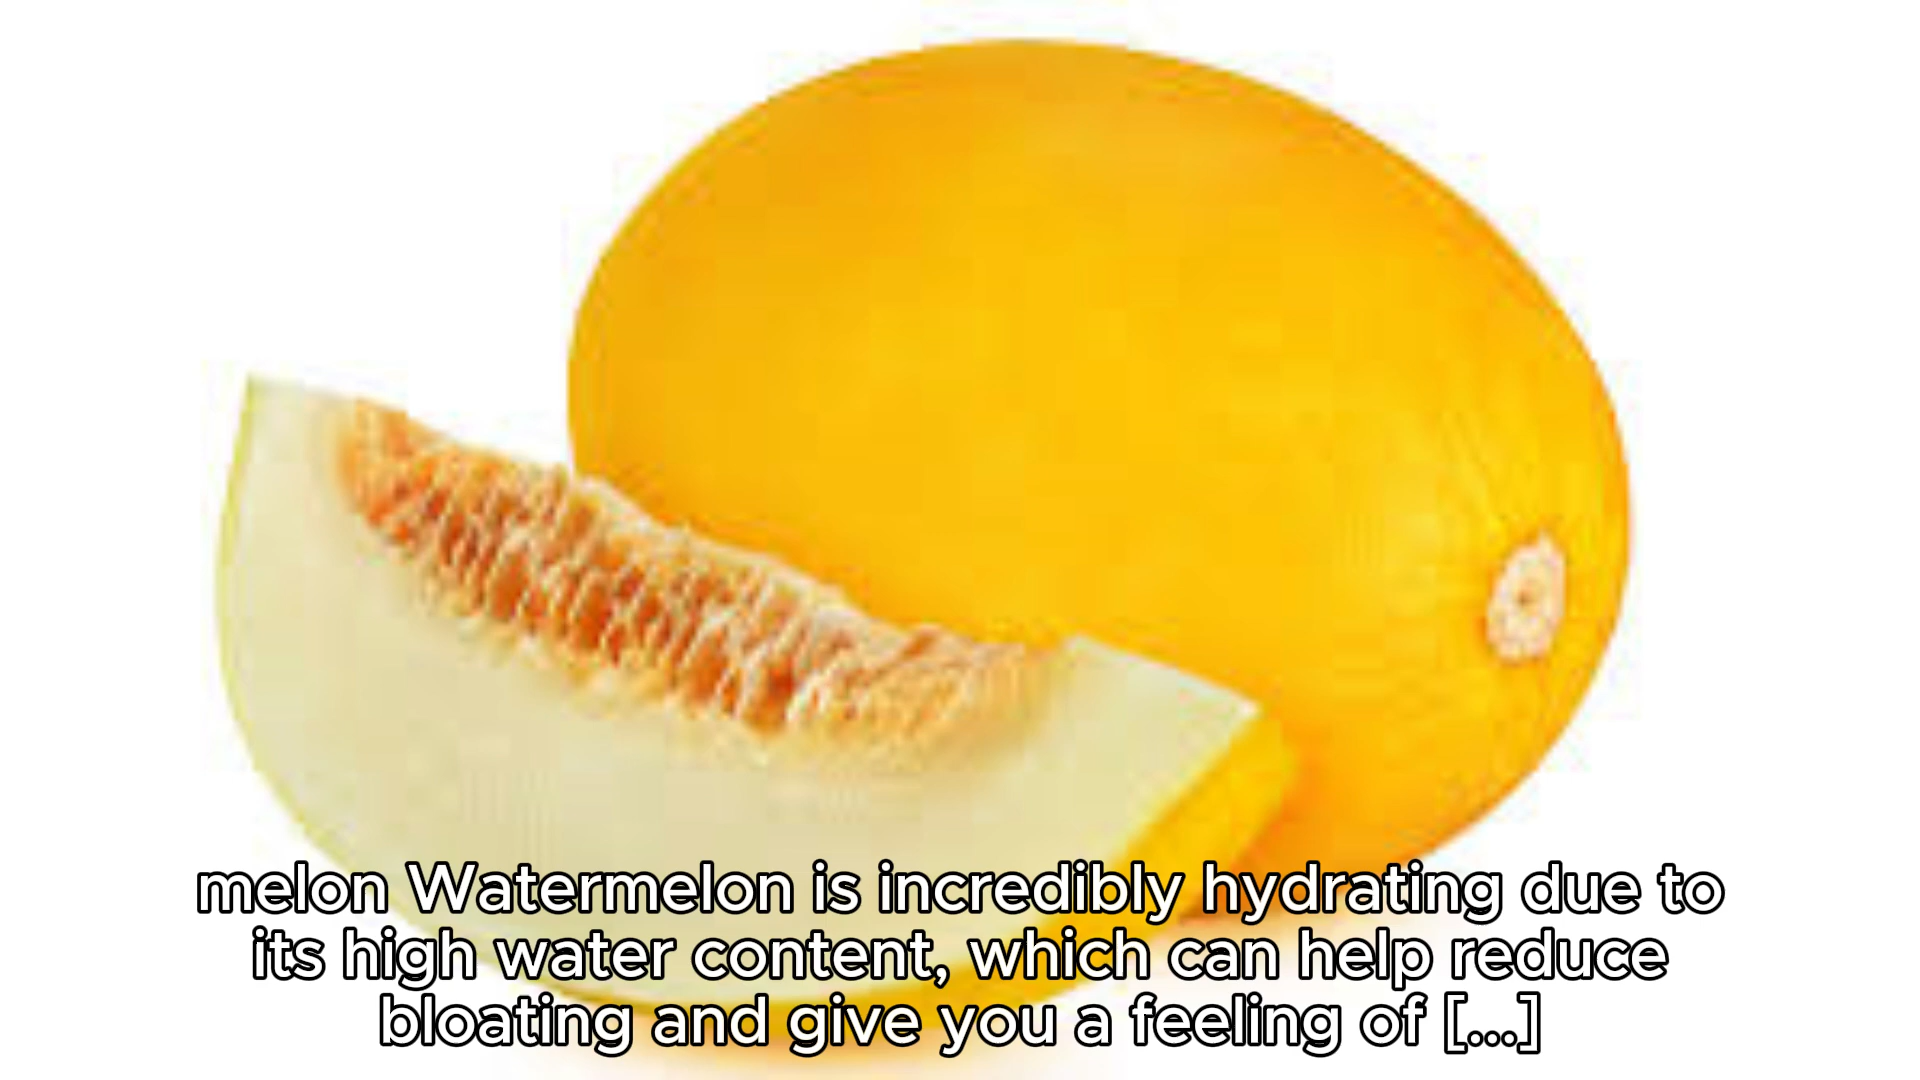 melon Watermelon is incredibly hydrating due to
its high water content, which can help reduce
bloating and give you a feeling of [...]